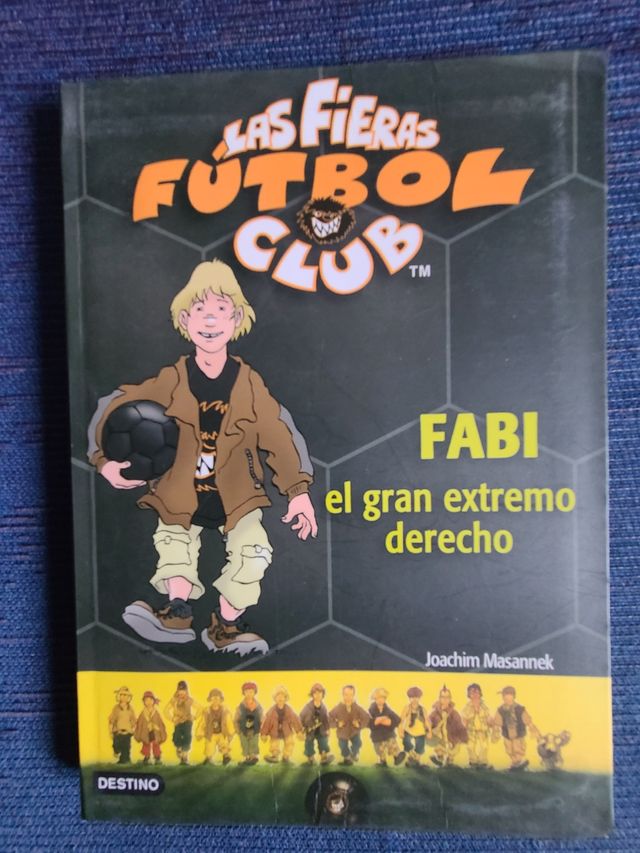 LAS FIERAS
FÚTBOL
CLUB TM
FABI
el gran extremo
derecho
Joachim Masannek
DESTINO